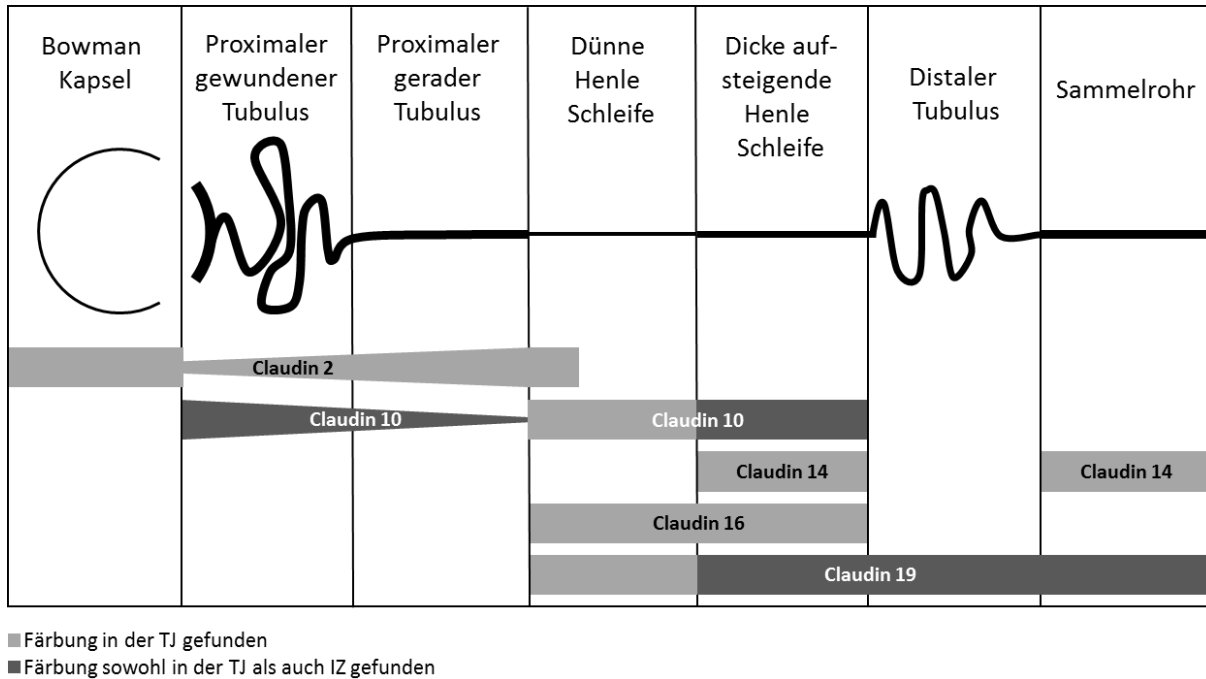 Bowman
Kapsel
Proximaler
gewundener
Tubulus
Proximaler
gerader
Tubulus
Dünne
Henle
Schleife
Dicke auf-
steigende
Henle
Schleife
Distaler
Tubulus
Sammelrohr
Claudin 2
Claudin 10
Claudin 10
Claudin 14
Claudin 14
Claudin 16
Claudin 19
Färbung in der TJ gefunden
Färbung sowohl in der TJ als auch IZ gefunden